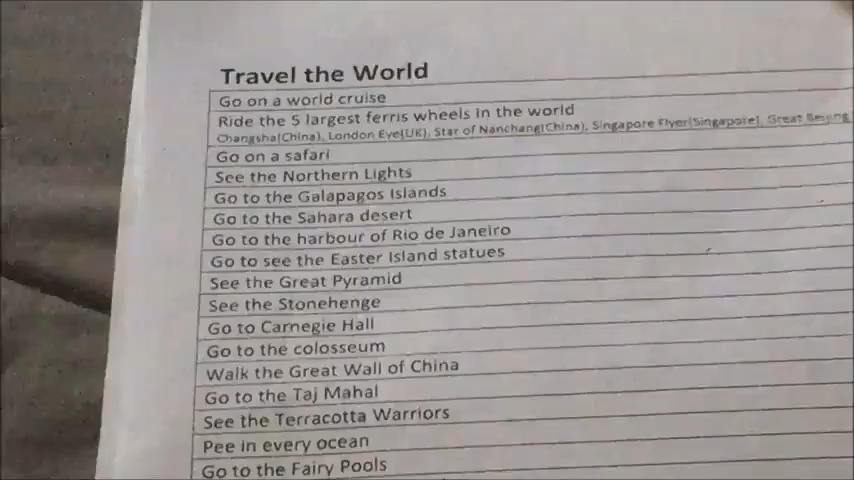 Travel the World
Go on a world cruise
Ride the 5 largest ferris wheels in the world
Changsha(China), London Eye(UK), Star of Nanchang(China), Singapore Flyer(Singapore), Great Beijing
Go on a safari
See the Northern Lights
Go to the Galapagos Islands
Go to the Sahara desert
Go to the harbour of Rio de Janeiro
Go to see the Easter Island statues
See the Great Pyramid
See the Stonehenge
Go to Carnegie Hall
Go to the colosseum
Walk the Great Wall of China
Go to the Taj Mahal
See the Terracotta Warriors
Pee in every ocean
Go to the Fairy Pools